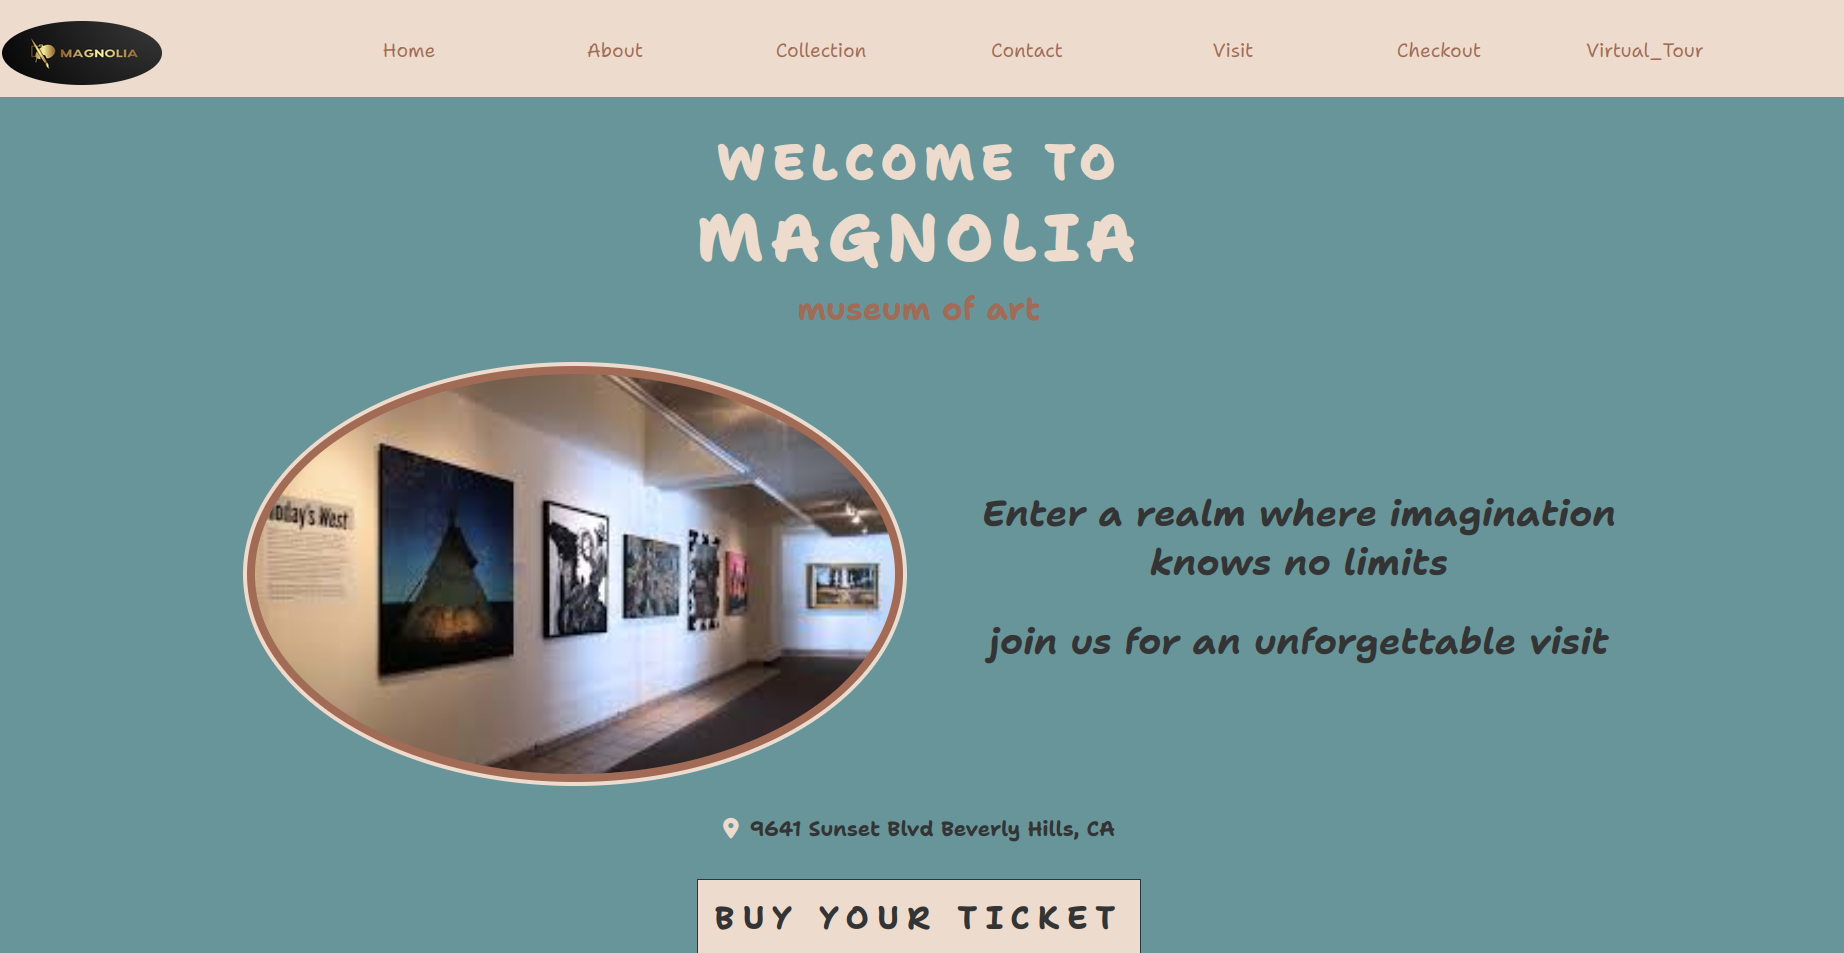 MAGNOLIA
Home About Collection Contact Visit Checkout Virtual_Tour
WELCOME TO
MAGNOLIA
museum of art
Today's West
Enter a realm where imagination
knows no limits
join us for an unforgettable visit
9641 Sunset Blvd Beverly Hills, CA
BUY YOUR TICKET